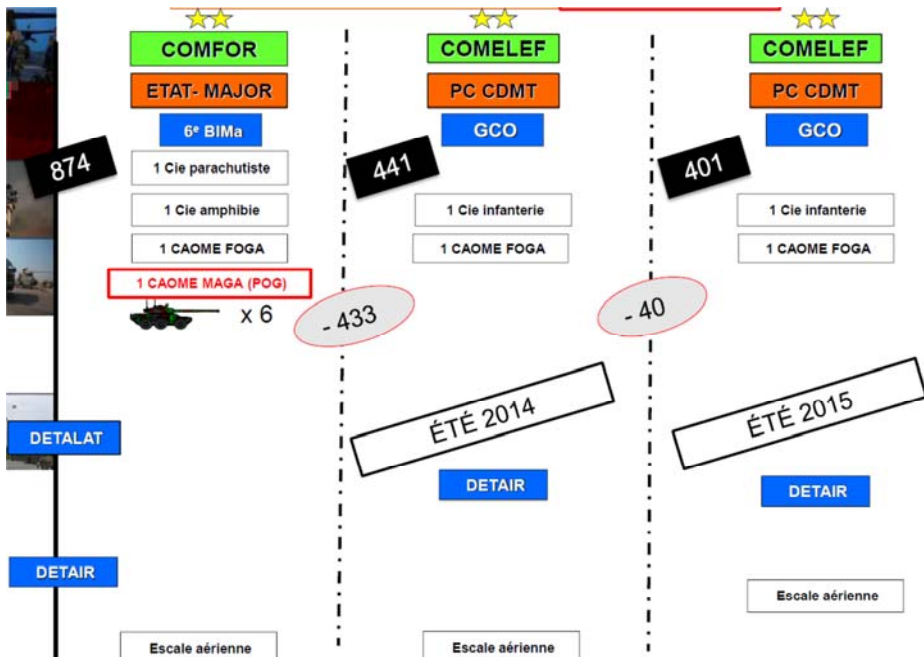 COMFOR
ETAT- MAJOR
6e BIMa
874
1 Cie parachutiste
1 Cie amphibie
1 CAOME FOGA
1 CAOME MAGA (POG)
x 6
DETALAT
DETAIR
Escale aérienne
- 433
COMELEF
PC CDMT
GCO
441
1 Cie infanterie
1 CAOME FOGA
ÉTÉ 2014
DETAIR
Escale aérienne
- 40
COMELEF
PC CDMT
GCO
401
1 Cie infanterie
1 CAOME FOGA
ÉTÉ 2015
DETAIR
Escale aérienne